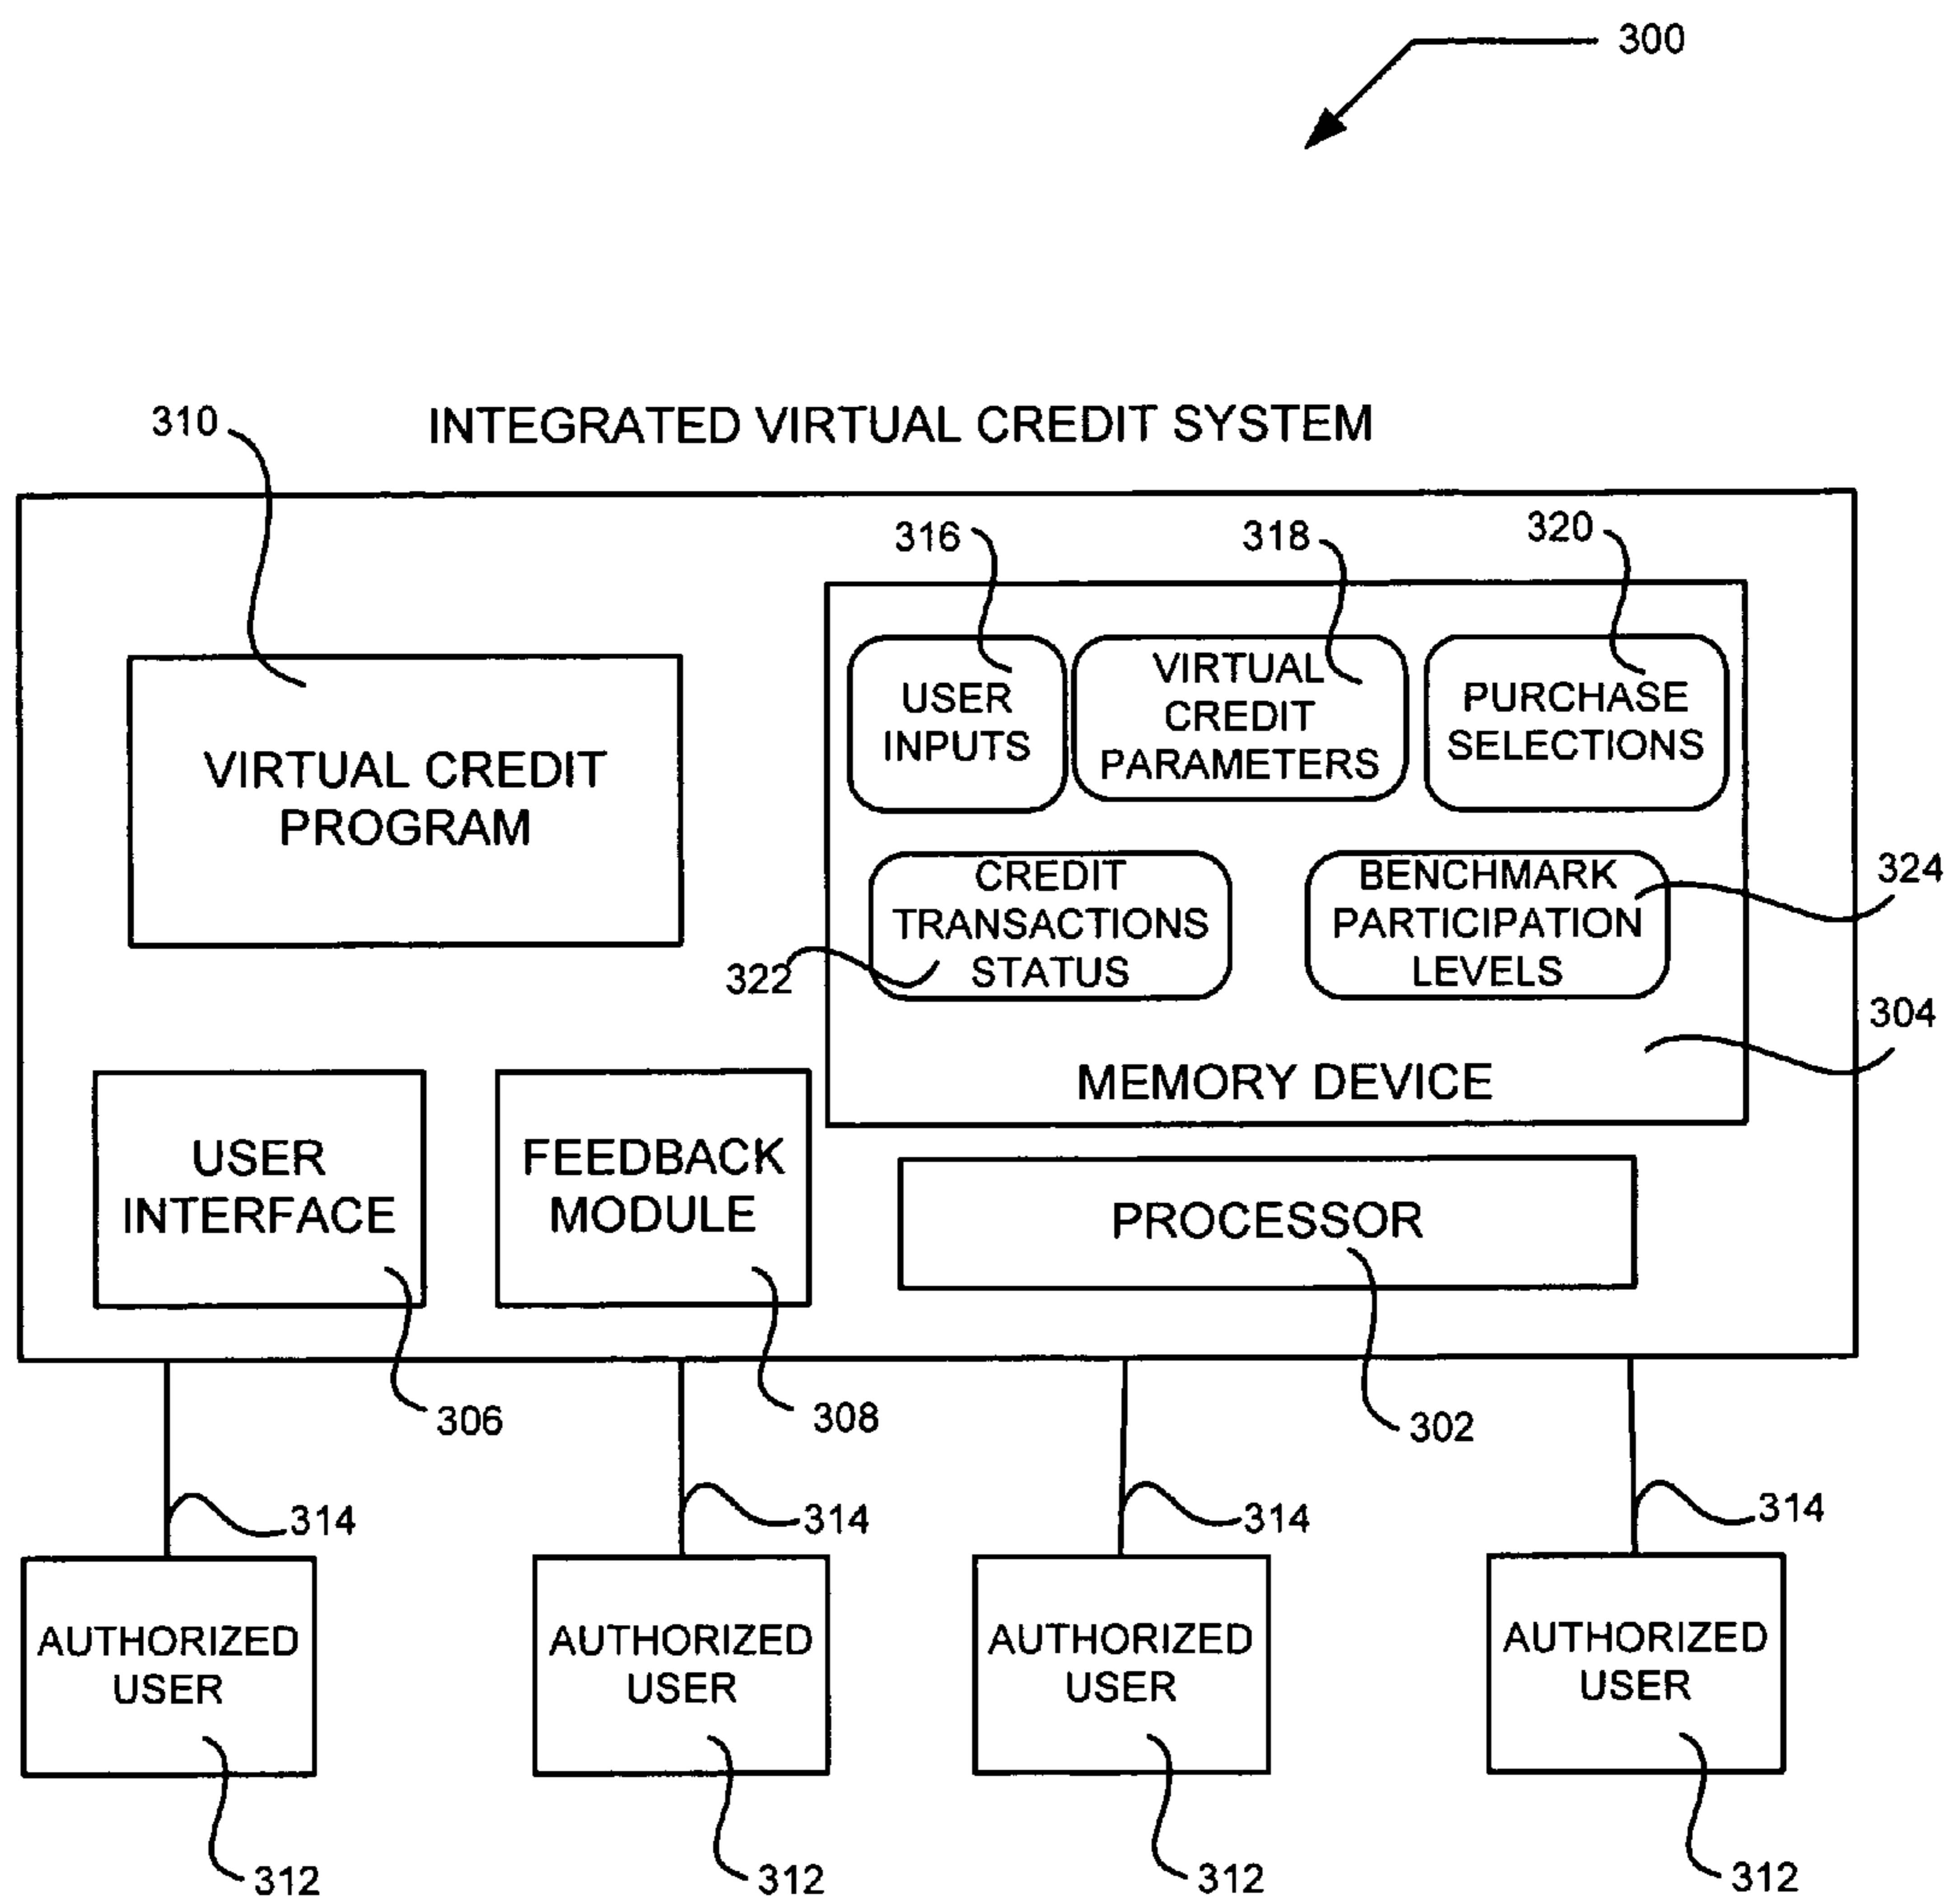 300
310
INTEGRATED VIRTUAL CREDIT SYSTEM
316
318
320
USER
INPUTS
VIRTUAL
CREDIT
PARAMETERS
PURCHASE
SELECTIONS
VIRTUAL CREDIT
PROGRAM
CREDIT
TRANSACTIONS
STATUS
BENCHMARK
PARTICIPATION
LEVELS
324
322
304
MEMORY DEVICE
USER
INTERFACE
FEEDBACK
MODULE
PROCESSOR
306
308
302
314
314
314
314
AUTHORIZED
USER
AUTHORIZED
USER
AUTHORIZED
USER
AUTHORIZED
USER
312
312
312
312